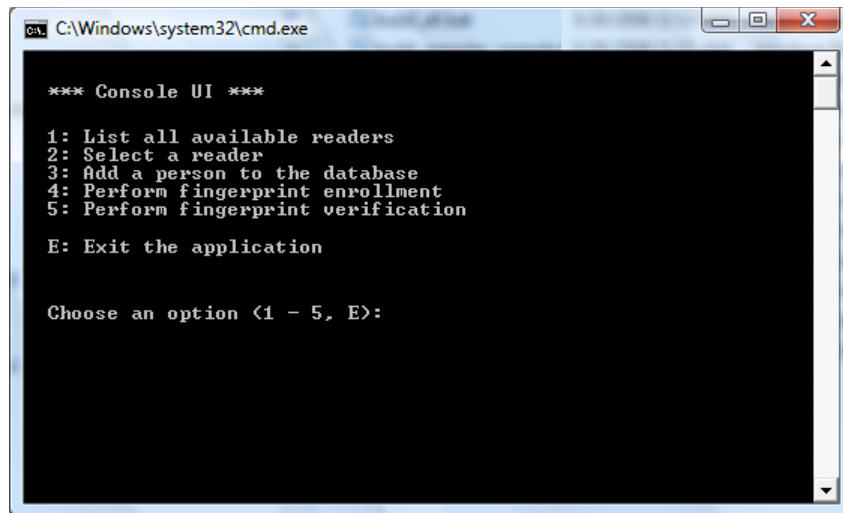 C:\Windows\system32\cmd.exe
*** Console UI ***
1: List all available readers
2: Select a reader
3: Add a person to the database
4: Perform fingerprint enrollment
5: Perform fingerprint verification
E: Exit the application
Choose an option (1 - 5, E):